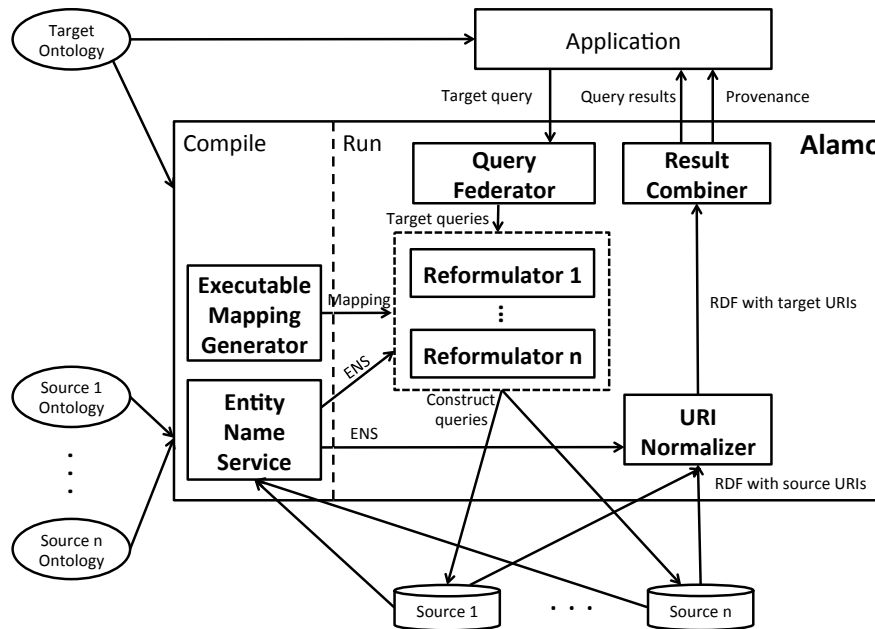 Target
Ontology
Application
Target query
Query results
Provenance
Compile
Run
Alamo
Query
Federator
Result
Combiner
Target queries
Executable
Mapping
Generator
Mapping
Reformulator 1
...
Reformulator n
RDF with target URIs
ENS
Source 1
Ontology
Entity
Name
Service
Construct
queries
ENS
URI
Normalizer
. . .
RDF with source URIs
Source n
Ontology
Source 1
. . .
Source n